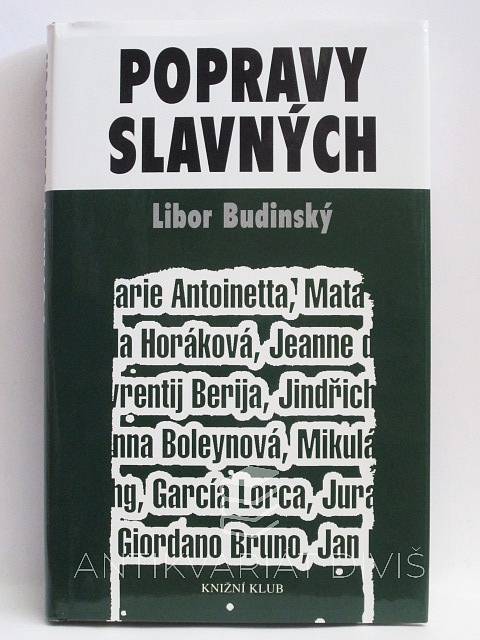 POPRAVY
SLAVNÝCH
Libor Budinský
arie Antoinetta, Mata
la Horáková, Jeanne d
vrentij Berija, Jindřich
nna Boleynová, Mikulá
ng, García Lorca, Jura
Giordano Bruno, Jan
ANTIKVARIÁT DIVIŠ
KNIŽNÍ KLUB